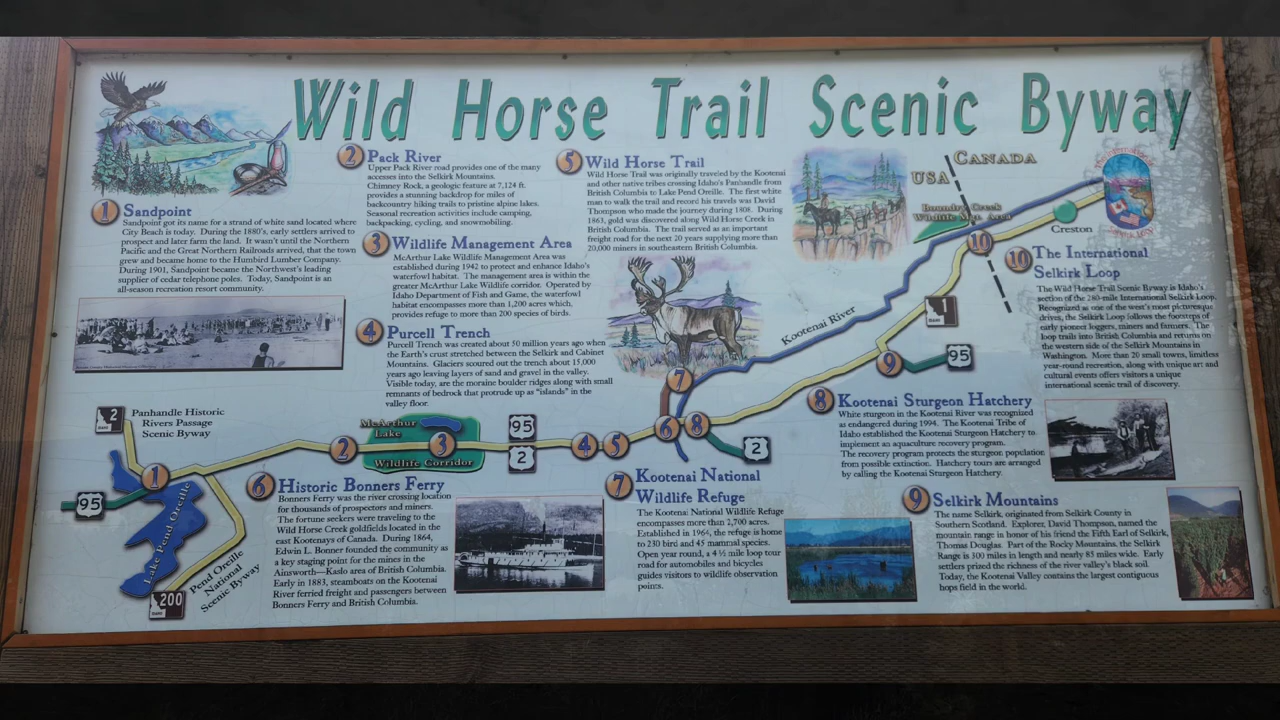 Wild Horse Trail Scenic Byway
1 Sandpoint
Sandpoint got its name for a strand of white sand located where
City Beach is today. During the 1880's, early settlers arrived to
prospect and later farm the land. It wasn't until the Northern
Pacific and the Great Northern Railroads arrived, that the town
grew and became home to the Humbird Lumber Company.
During 1901, Sandpoint became the Northwest's leading
supplier of cedar telephone poles. Today, Sandpoint is an
all-season recreation resort community.
2 Pack River
Upper Pack River road provides one of the many
accesses into the Selkirk Mountains.
Chimney Rock, a geologic feature at 7,124 ft.
provides a stunning backdrop for miles of
backcountry hiking trails to pristine alpine lakes.
Seasonal recreation activities include camping,
backpacking, cycling, and snowmobiling.
3 Wildlife Management Area
McArthur Lake Wildlife Management Area was
established during 1942 to protect and enhance Idaho's
waterfowl habitat. The management area is within the
greater McArthur Lake Wildlife corridor. Operated by
Idaho Department of Fish and Game, the waterfowl
habitat encompasses more than 1,200 acres which,
provides refuge to more than 200 species of birds.
4 Purcell Trench
Purcell Trench was created about 50 million years ago when
the Earth's crust stretched between the Selkirk and Cabinet
Mountains. Glaciers scoured out the trench about 15,000
years ago leaving layers of sand and gravel in the valley.
Visible today, are the moraine boulder ridges along with small
remnants of bedrock that protrude up as "islands" in the
valley floor.
5 Wild Horse Trail
Wild Horse Trail was originally traveled by the Kootenai
and other native tribes crossing Idaho's Panhandle from
British Columbia to Lake Pend Oreille. The first white
man to walk the trail and record his travels was David
Thompson who made the journey during 1808. During
1863, gold was discovered along Wild Horse Creek in
British Columbia. The trail served as an important
freight road for the next 20 years supplying more than
20,000 miners in southeastern British Columbia.
CANADA
USA
Boundry Creek
Wildlife Mgt. Area
Creston
10
10 The International
Selkirk Loop
The Wild Horse Trail Scenic Byway is Idaho's
section of the 280-mile International Selkirk Loop.
Recognized as one of the west's most picturesque
drives, the Selkirk Loop follows the footsteps of
early pioneer loggers, miners and farmers. The
loop trails into British Columbia and returns on
the western side of the Selkirk Mountains in
Washington. More than 20 small towns, limitless
year-round recreation, along with unique art and
cultural events offers visitors a unique
international scenic trail of discovery.
Kootenai River
1
9
95
7
6
8
2
2
Panhandle Historic
Rivers Passage
Scenic Byway
McArthur
Lake
2
3
Wildlife Corridor
95
2
4
5
1
95
Lake Pend Oreille
200
Pend Oreille
National
Scenic Byway
6 Historic Bonners Ferry
Bonners Ferry was the river crossing location
for thousands of prospectors and miners.
The fortune seekers were traveling to the
Wild Horse Creek goldfields located in the
east Kootenays of Canada. During 1864,
Edwin L. Bonner founded the community as
a key staging point for the mines in the
Ainsworth—Kaslo area of British Columbia.
Early in 1883, steamboats on the Kootenai
River ferried freight and passengers between
Bonners Ferry and British Columbia.
7 Kootenai National
Wildlife Refuge
The Kootenai National Wildlife Refuge
encompasses more than 2,700 acres.
Established in 1964, the refuge is home
to 230 bird and 45 mammal species.
Open year round, a 4 ½ mile loop tour
road for automobiles and bicycles
guides visitors to wildlife observation
points.
8 Kootenai Sturgeon Hatchery
White sturgeon in the Kootenai River was recognized
as endangered during 1994. The Kootenai Tribe of
Idaho established the Kootenai Sturgeon Hatchery to
implement an aquaculture recovery program.
The recovery program protects the sturgeon population
from possible extinction. Hatchery tours are arranged
by calling the Kootenai Sturgeon Hatchery.
9 Selkirk Mountains
The name Selkirk, originated from Selkirk County in
Southern Scotland. Explorer, David Thompson, named the
mountain range in honor of his friend the Fifth Earl of Selkirk,
Thomas Douglas. Part of the Rocky Mountains, the Selkirk
Range is 300 miles in length and nearly 85 miles wide. Early
settlers prized the richness of the river valley's black soil.
Today, the Kootenai Valley contains the largest contiguous
hops field in the world.